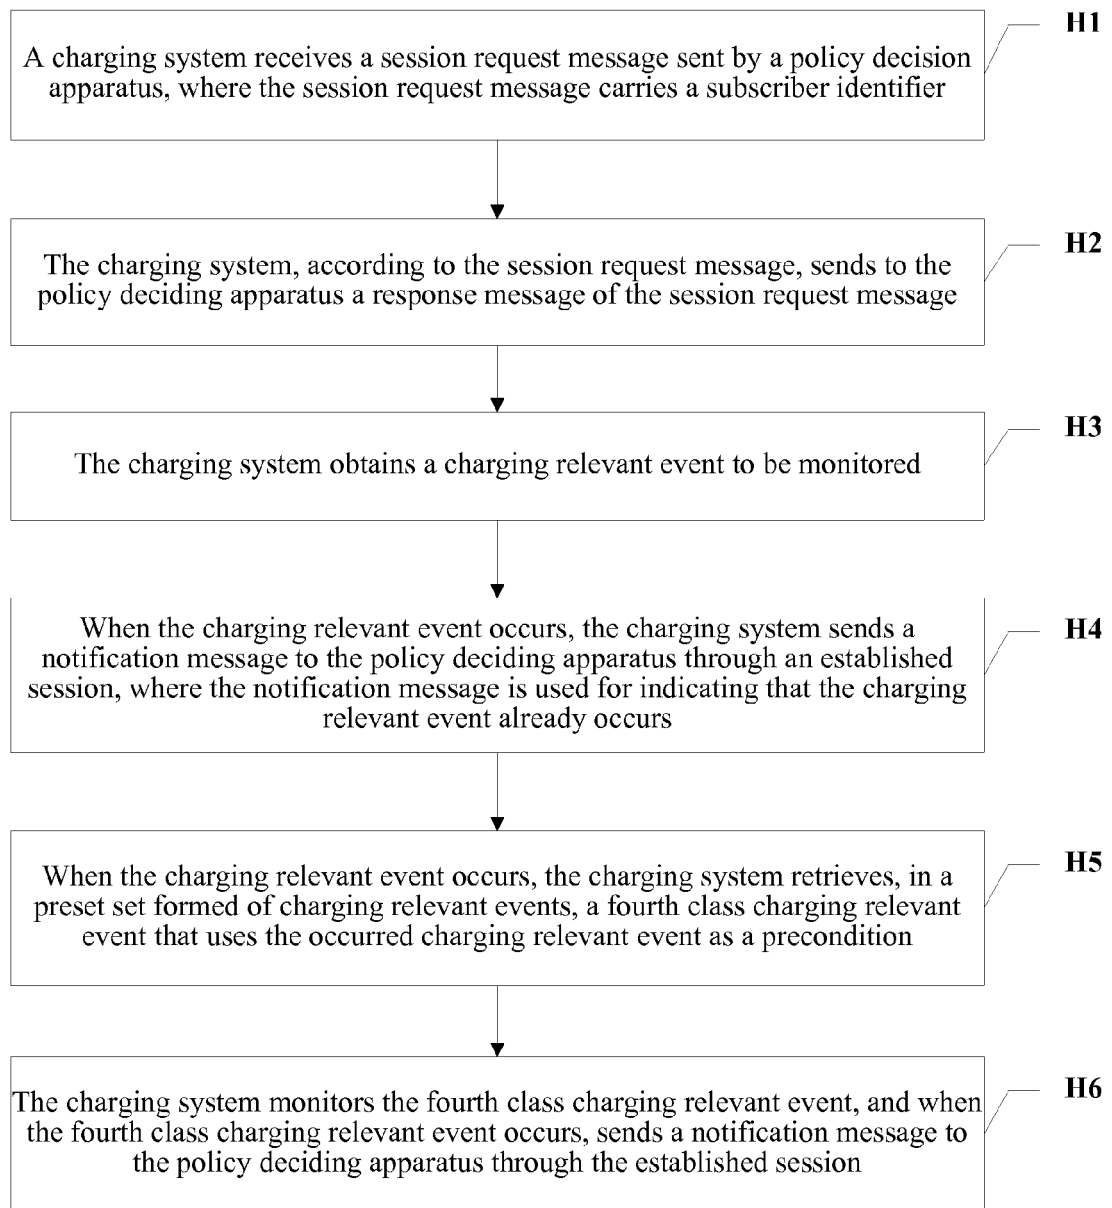 H1
A charging system receives a session request message sent by a policy decision
apparatus, where the session request message carries a subscriber identifier
H2
The charging system, according to the session request message, sends to the
policy deciding apparatus a response message of the session request message
H3
The charging system obtains a charging relevant event to be monitored
H4
When the charging relevant event occurs, the charging system sends a
notification message to the policy deciding apparatus through an established
session, where the notification message is used for indicating that the charging
relevant event already occurs
H5
When the charging relevant event occurs, the charging system retrieves, in a
preset set formed of charging relevant events, a fourth class charging relevant
event that uses the occurred charging relevant event as a precondition
H6
The charging system monitors the fourth class charging relevant event, and when
the fourth class charging relevant event occurs, sends a notification message to
the policy deciding apparatus through the established session